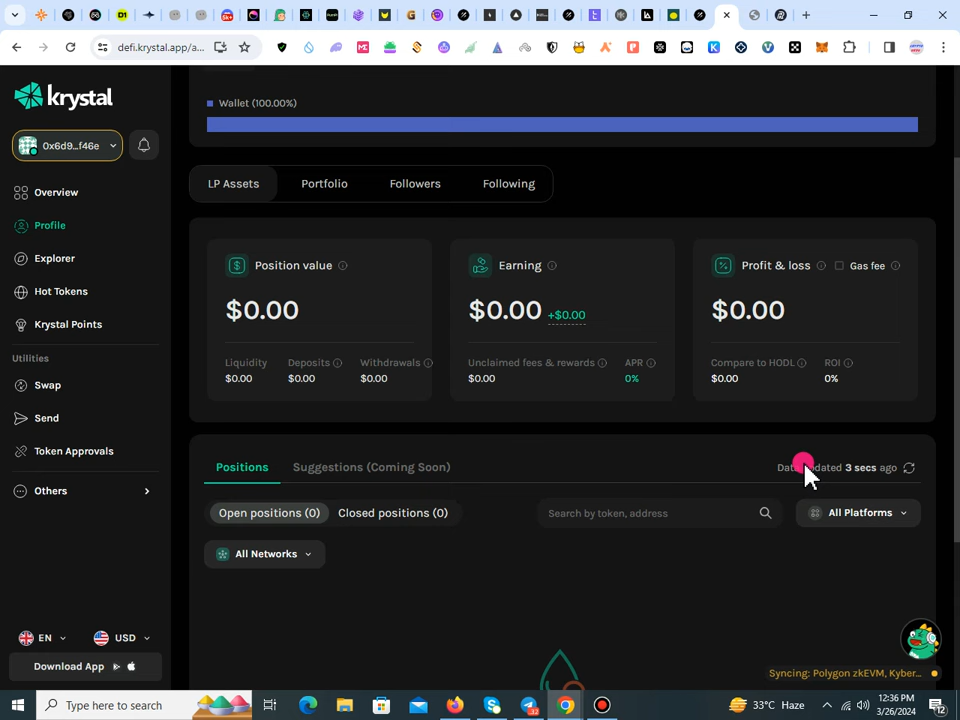 defi.krystal.app/a...
krystal
0x6d9...f46e
Overview
Profile
Explorer
Hot Tokens
Krystal Points
Utilities
Swap
Send
Token Approvals
Others
EN
USD
Download App
Wallet (100.00%)
LP Assets
Portfolio
Followers
Following
Position value
$0.00
Liquidity
$0.00
Deposits
$0.00
Withdrawals
$0.00
Earning
$0.00 +$0.00
Unclaimed fees & rewards
$0.00
APR
0%
Profit & loss
Gas fee
$0.00
Compare to HODL
$0.00
ROI
0%
Positions
Suggestions (Coming Soon)
3 secs ago
Open positions (0)
Closed positions (0)
Search by token, address
All Platforms
All Networks
Syncing: Polygon zkEVM, Kyber...
Type here to search
33°C Haze
12:36 PM
3/26/2024